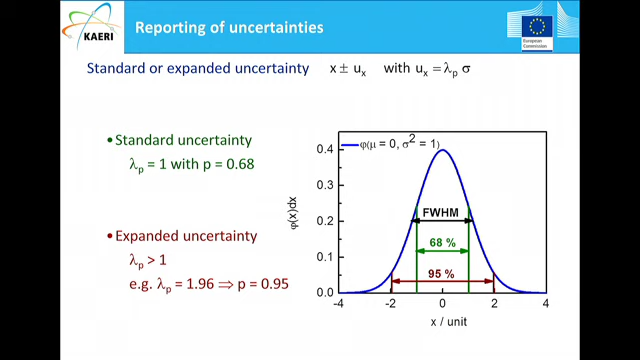 KAERI
Reporting of uncertainties
European
Commission
Standard or expanded uncertainty x ± uₓ with uₓ = λₚ σ
• Standard uncertainty
λₚ = 1 with p = 0.68
• Expanded uncertainty
λₚ > 1
e.g. λₚ = 1.96 ⇒ p = 0.95
φ(μ = 0, σ² = 1)
0.4
0.3
0.2
0.1
0.0
φ(x)dx
FWHM
68 %
95 %
-4 -2 0 2 4
x / unit